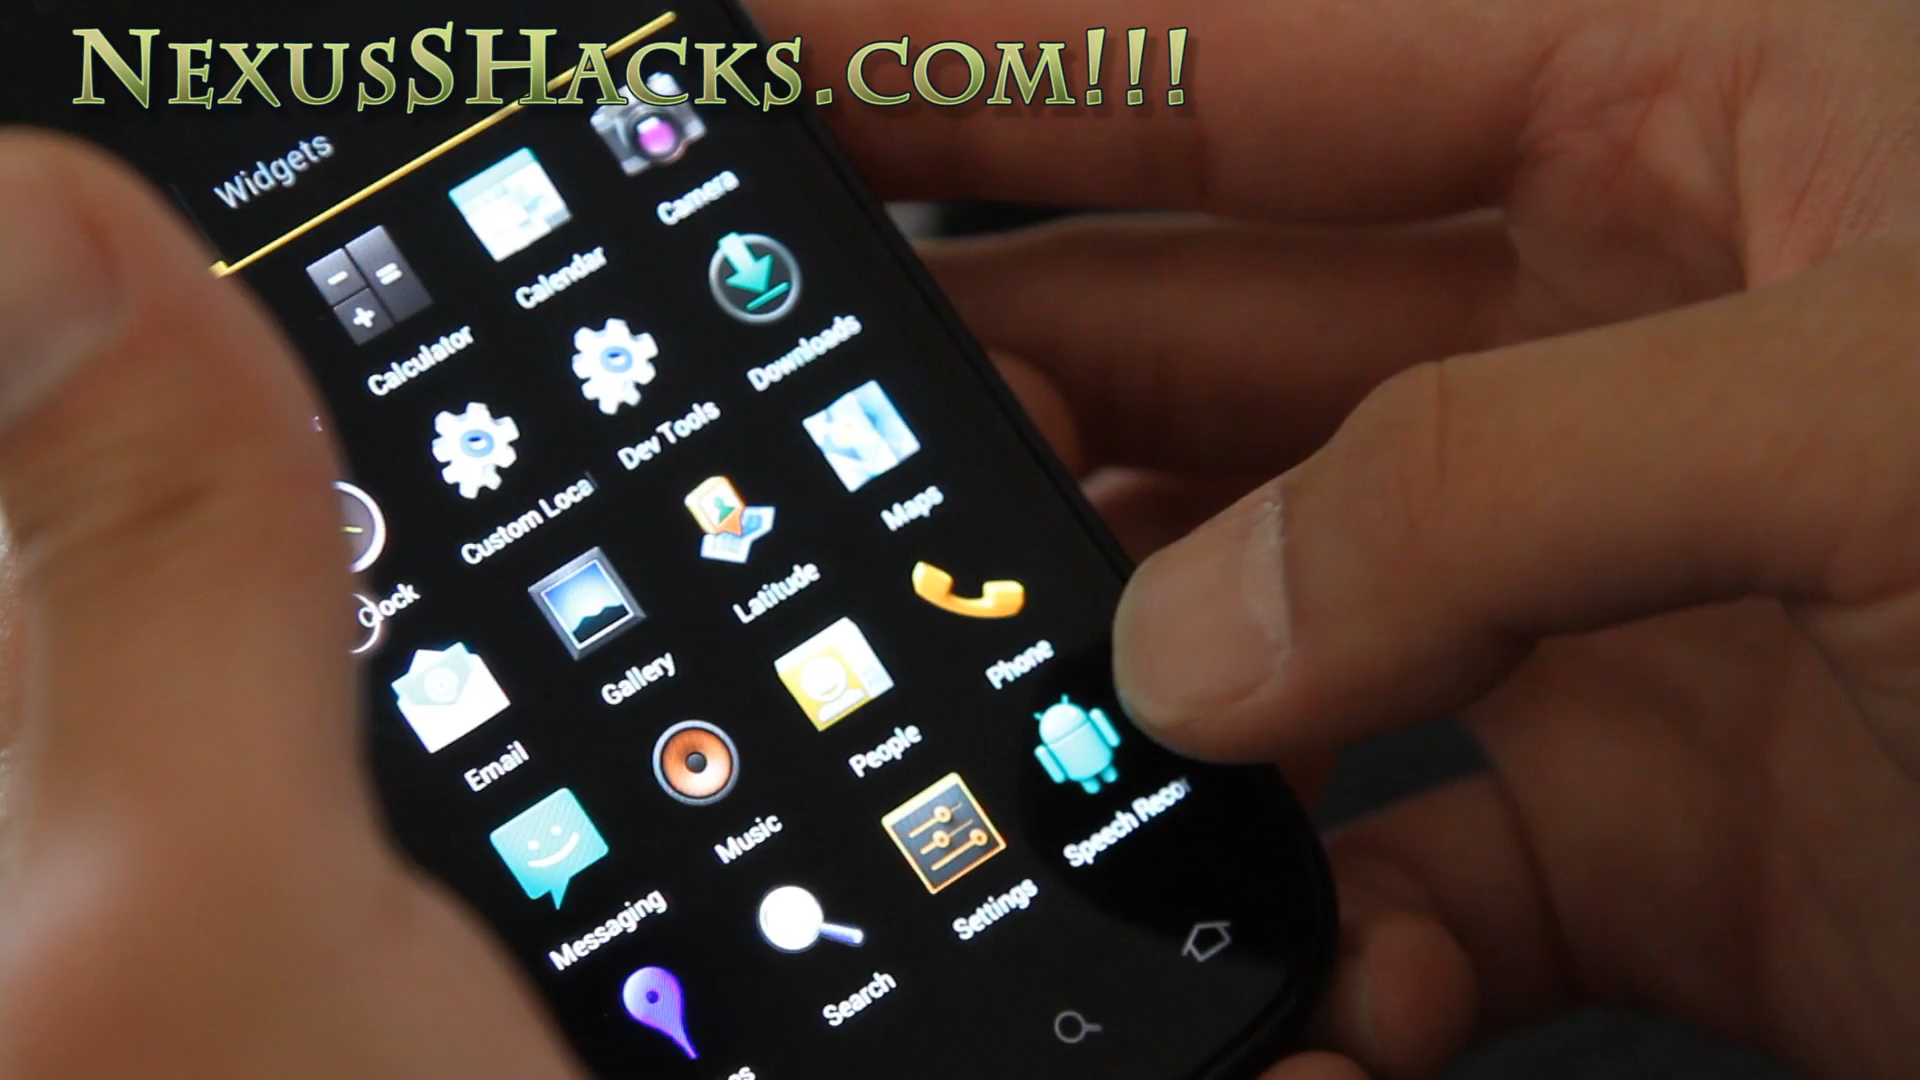 NexusSHacks.com!!!
Widgets
Calculator
Calendar
Camera
Clock
Custom Loca
Dev Tools
Downloads
Email
Gallery
Latitude
Maps
Messaging
Music
People
Phone
Search
Settings
Speech Reco